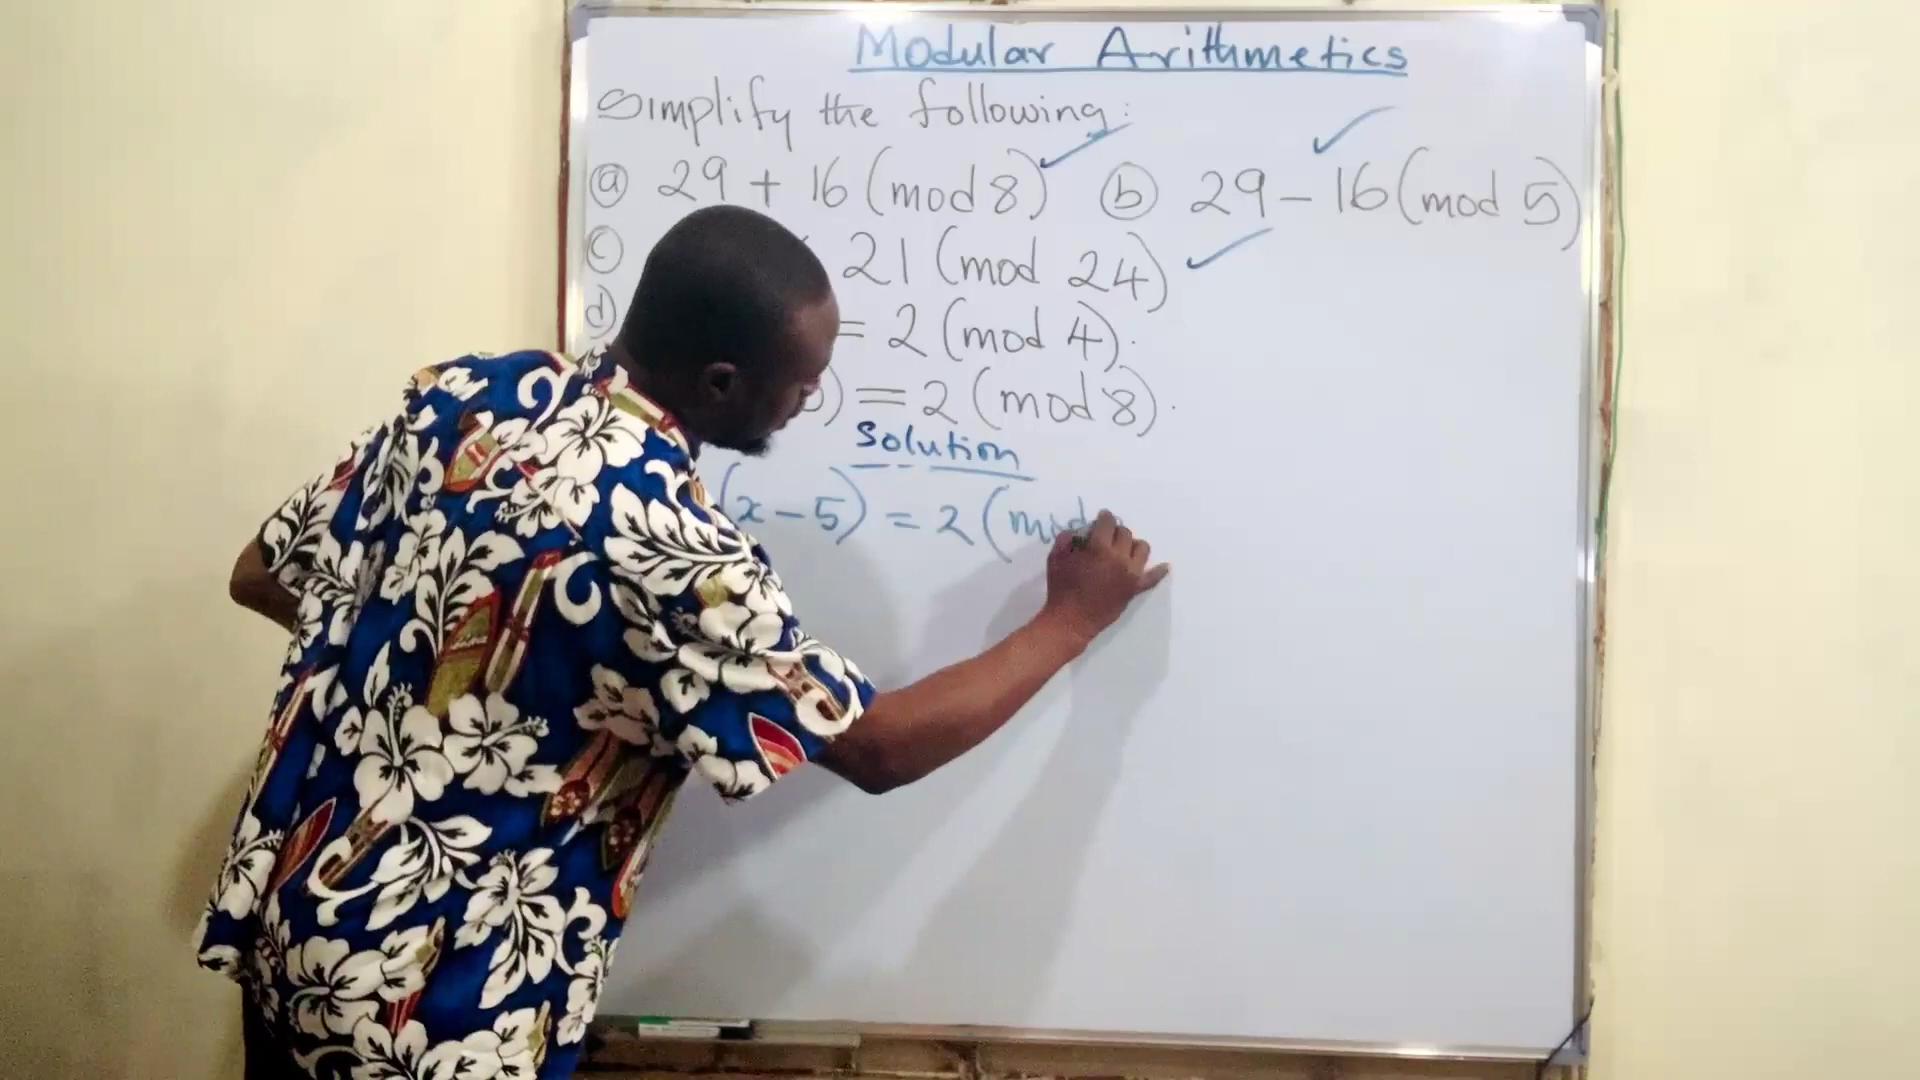 Modular Arithmetics
Simplify the following:
(a) 29 + 16 (mod 8) ✓ (b) 29 - 16 (mod 5) ✓
(c) 21 (mod 24) ✓
(d) = 2 (mod 4).
) = 2 (mod 8).
Solution
(x - 5) = 2 (mod